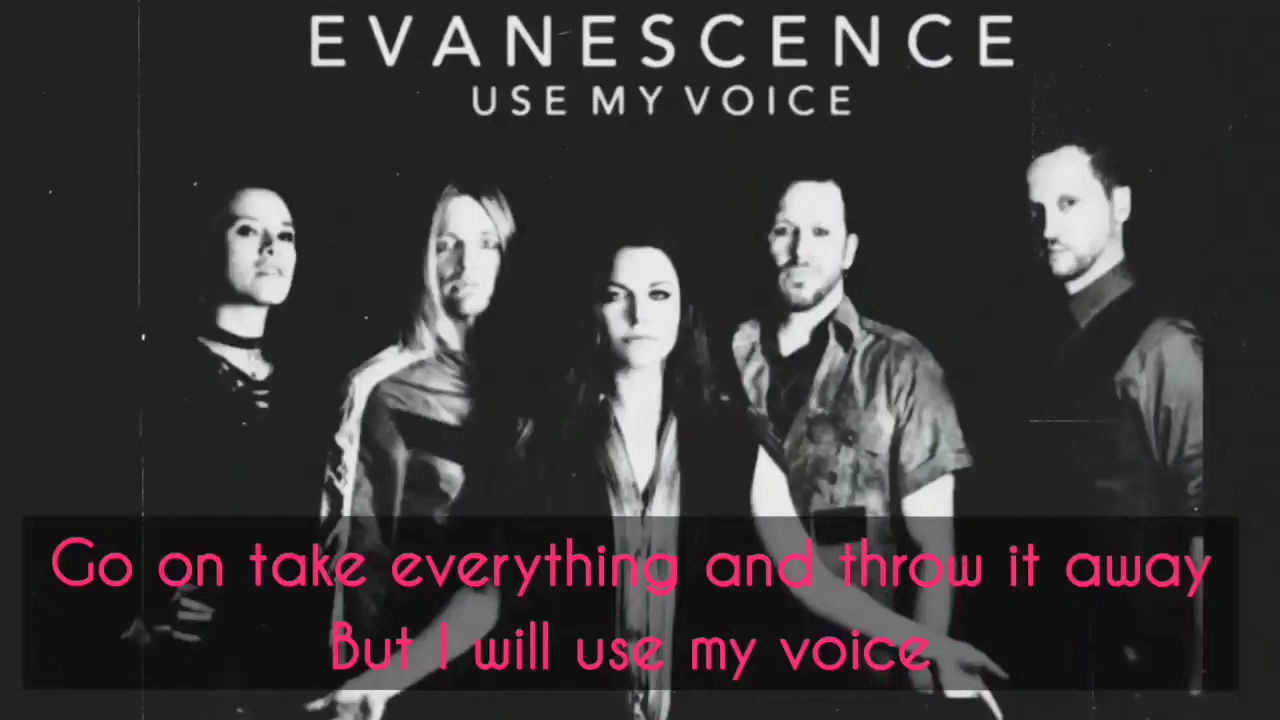 EVANESCENCE
USE MY VOICE
Go on take everything and throw it away
But I will use my voice